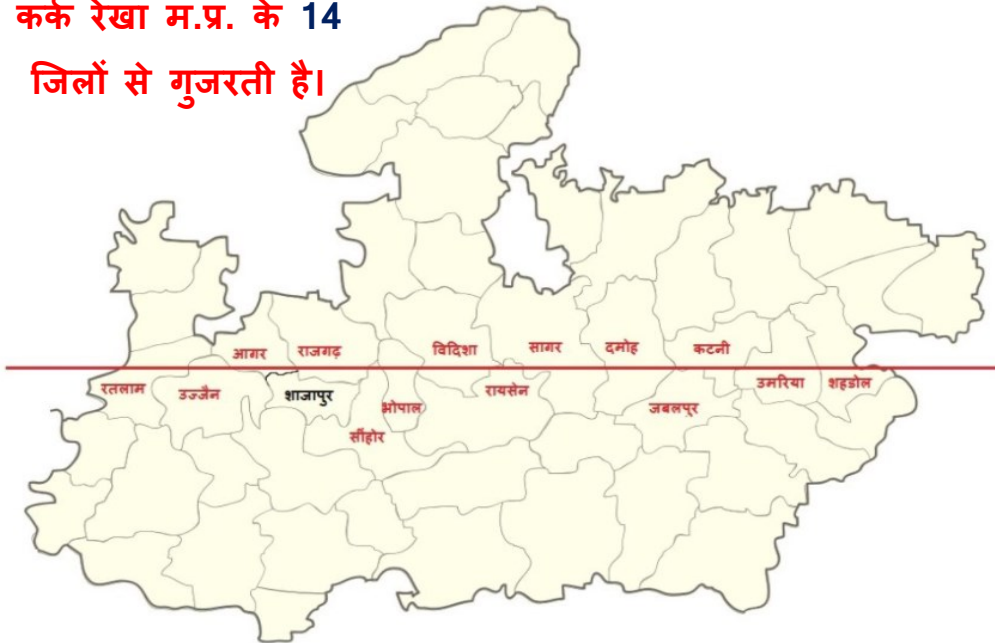 कर्क रेखा म.प्र. के 14
जिलों से गुजरती है।
आगर राजगढ़ विदिशा सागर दमोह कटनी
रतलाम उज्जैन शाजापुर भोपाल रायसेन जबलपुर उमरिया शहडोल
सीहोर